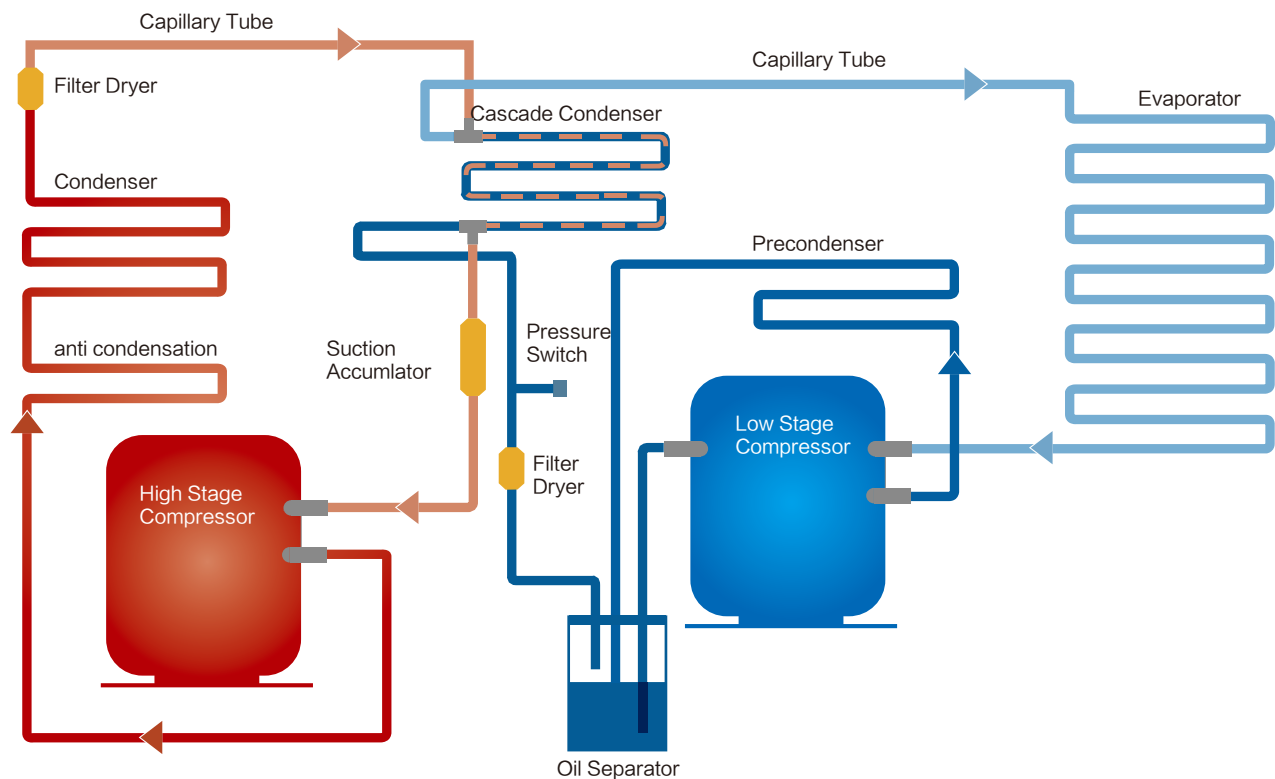 Capillary Tube
Filter Dryer
Condenser
anti condensation
High Stage
Compressor
Suction
Accumlator
Cascade Condenser
Pressure
Switch
Filter
Dryer
Oil Separator
Capillary Tube
Evaporator
Precondenser
Low Stage
Compressor